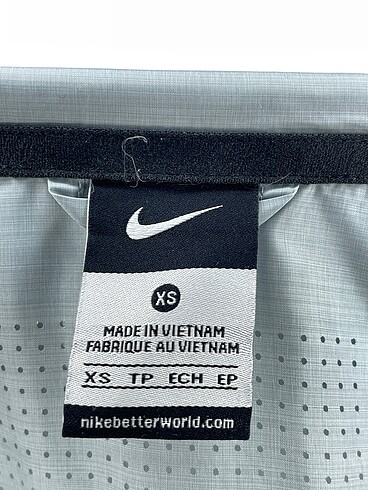 XS
MADE IN VIETNAM
FABRIQUE AU VIETNAM
XS TP ECH EP
nikebetterworld.com